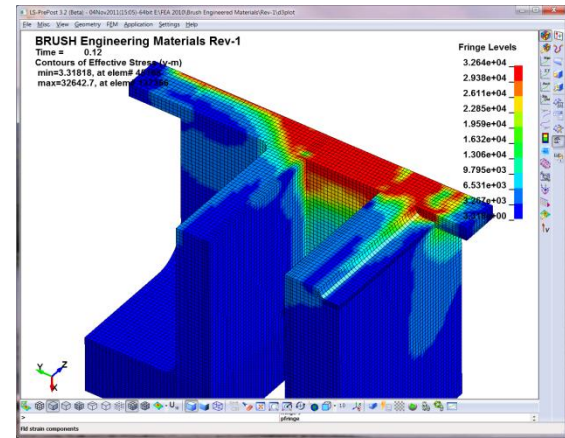 LS-PrePost 3.2 (Beta) - 04Nov2011(15:05)-64bit E:\FEA 2010\Brush Engineered Materials\Rev-1\d3plot
File Misc. View Geometry FEM Application Settings Help
BRUSH Engineering Materials Rev-1
Time = 0.12
Contours of Effective Stress (v-m)
min=3.31818, at elem#
max=32642.7, at elem#
Fringe Levels
3.264e+04
2.938e+04
2.611e+04
2.285e+04
1.959e+04
1.632e+04
1.306e+04
9.795e+03
6.531e+03
3.267e+03
Y Z
X
>
pfringe
fld strain components